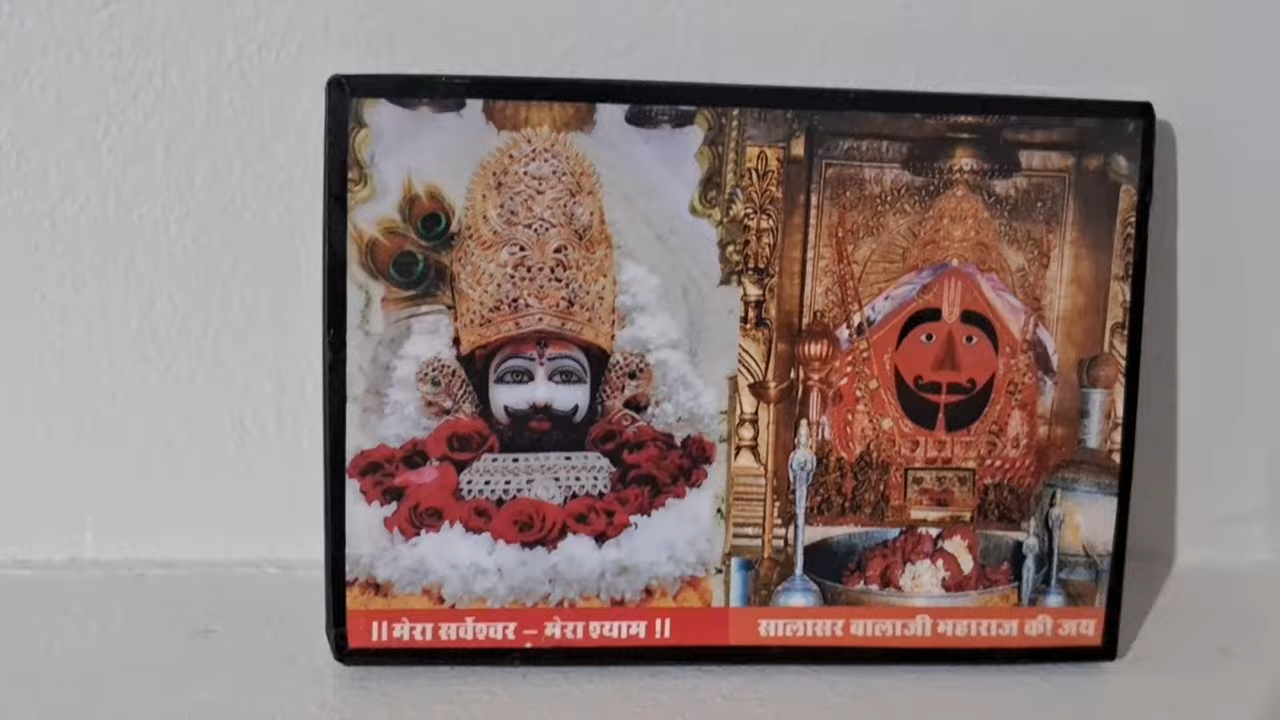 || मेरा सर्वेश्वर – मेरा श्याम ||
सालासर बालाजी महाराज की जय